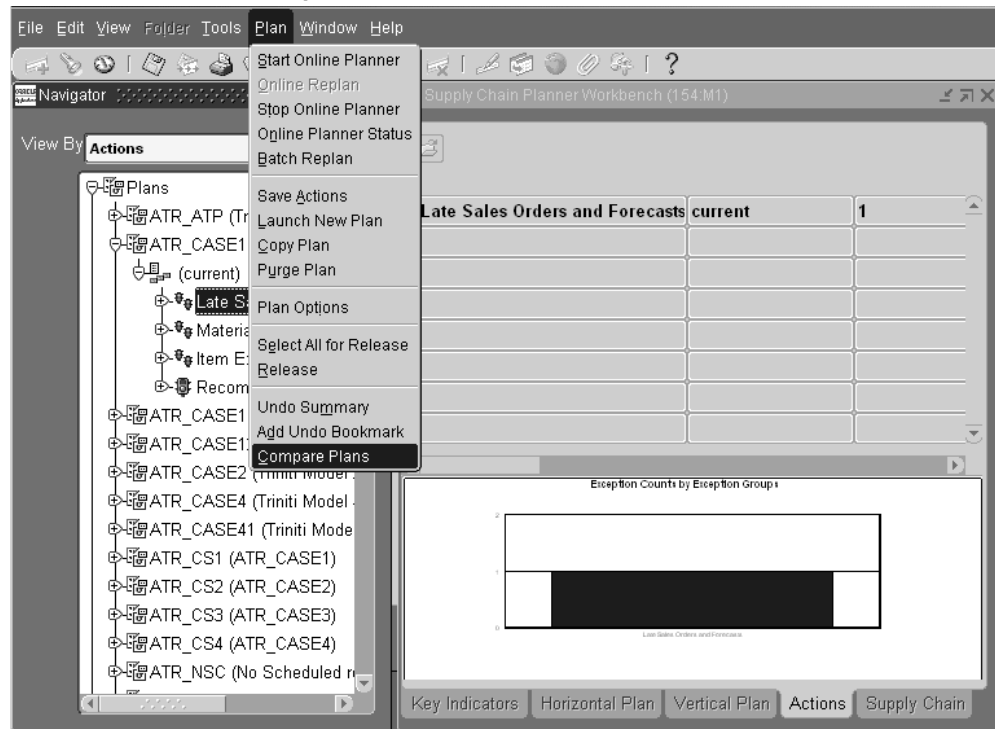 File Edit View Folder Tools Plan Window Help
Navigator
Supply Chain Planner Workbench (154:M1)
View By Actions
Start Online Planner
Online Replan
Stop Online Planner
Online Planner Status
Batch Replan
Save Actions
Launch New Plan
Copy Plan
Purge Plan
Plan Options
Select All for Release
Release
Undo Summary
Add Undo Bookmark
Compare Plans
Plans
ATR_ATP (Tr
ATR_CASE1
(current)
Late S
Materia
Item E
Recom
ATR_CASE1
ATR_CASE1
ATR_CASE2 (Triniti Model
ATR_CASE4 (Triniti Model
ATR_CASE41 (Triniti Mode
ATR_CS1 (ATR_CASE1)
ATR_CS2 (ATR_CASE2)
ATR_CS3 (ATR_CASE3)
ATR_CS4 (ATR_CASE4)
ATR_NSC (No Scheduled r
Late Sales Orders and Forecasts current 1
Exception Counts by Exception Groups
2
1
0
Late Sales Orders and Forecasts
Key Indicators Horizontal Plan Vertical Plan Actions Supply Chain